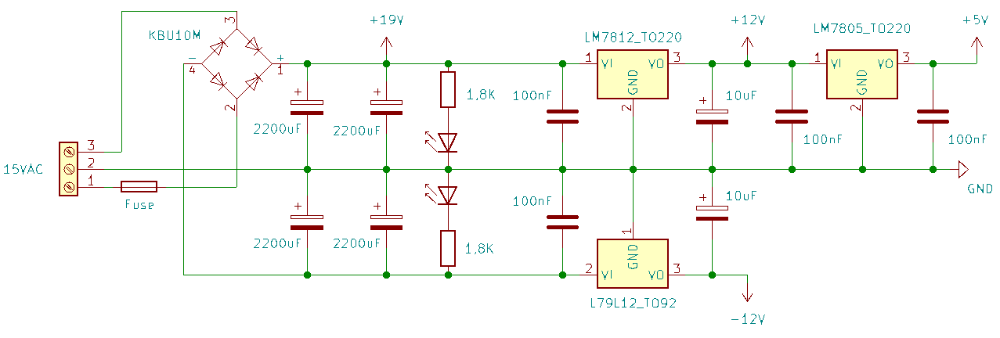 +19V
+12V
+5V
KBU10M
LM7812_TO220
LM7805_TO220
3
-
4
+
1
2
1
VI
VO
3
GND
2
1
VI
VO
3
GND
2
+
2200uF
+
2200uF
1,8K
100nF
+
10uF
100nF
100nF
15VAC
3
2
1
Fuse
GND
+
2200uF
+
2200uF
1,8K
100nF
+
10uF
1
GND
2
VI
VO
3
L79L12_TO92
-12V